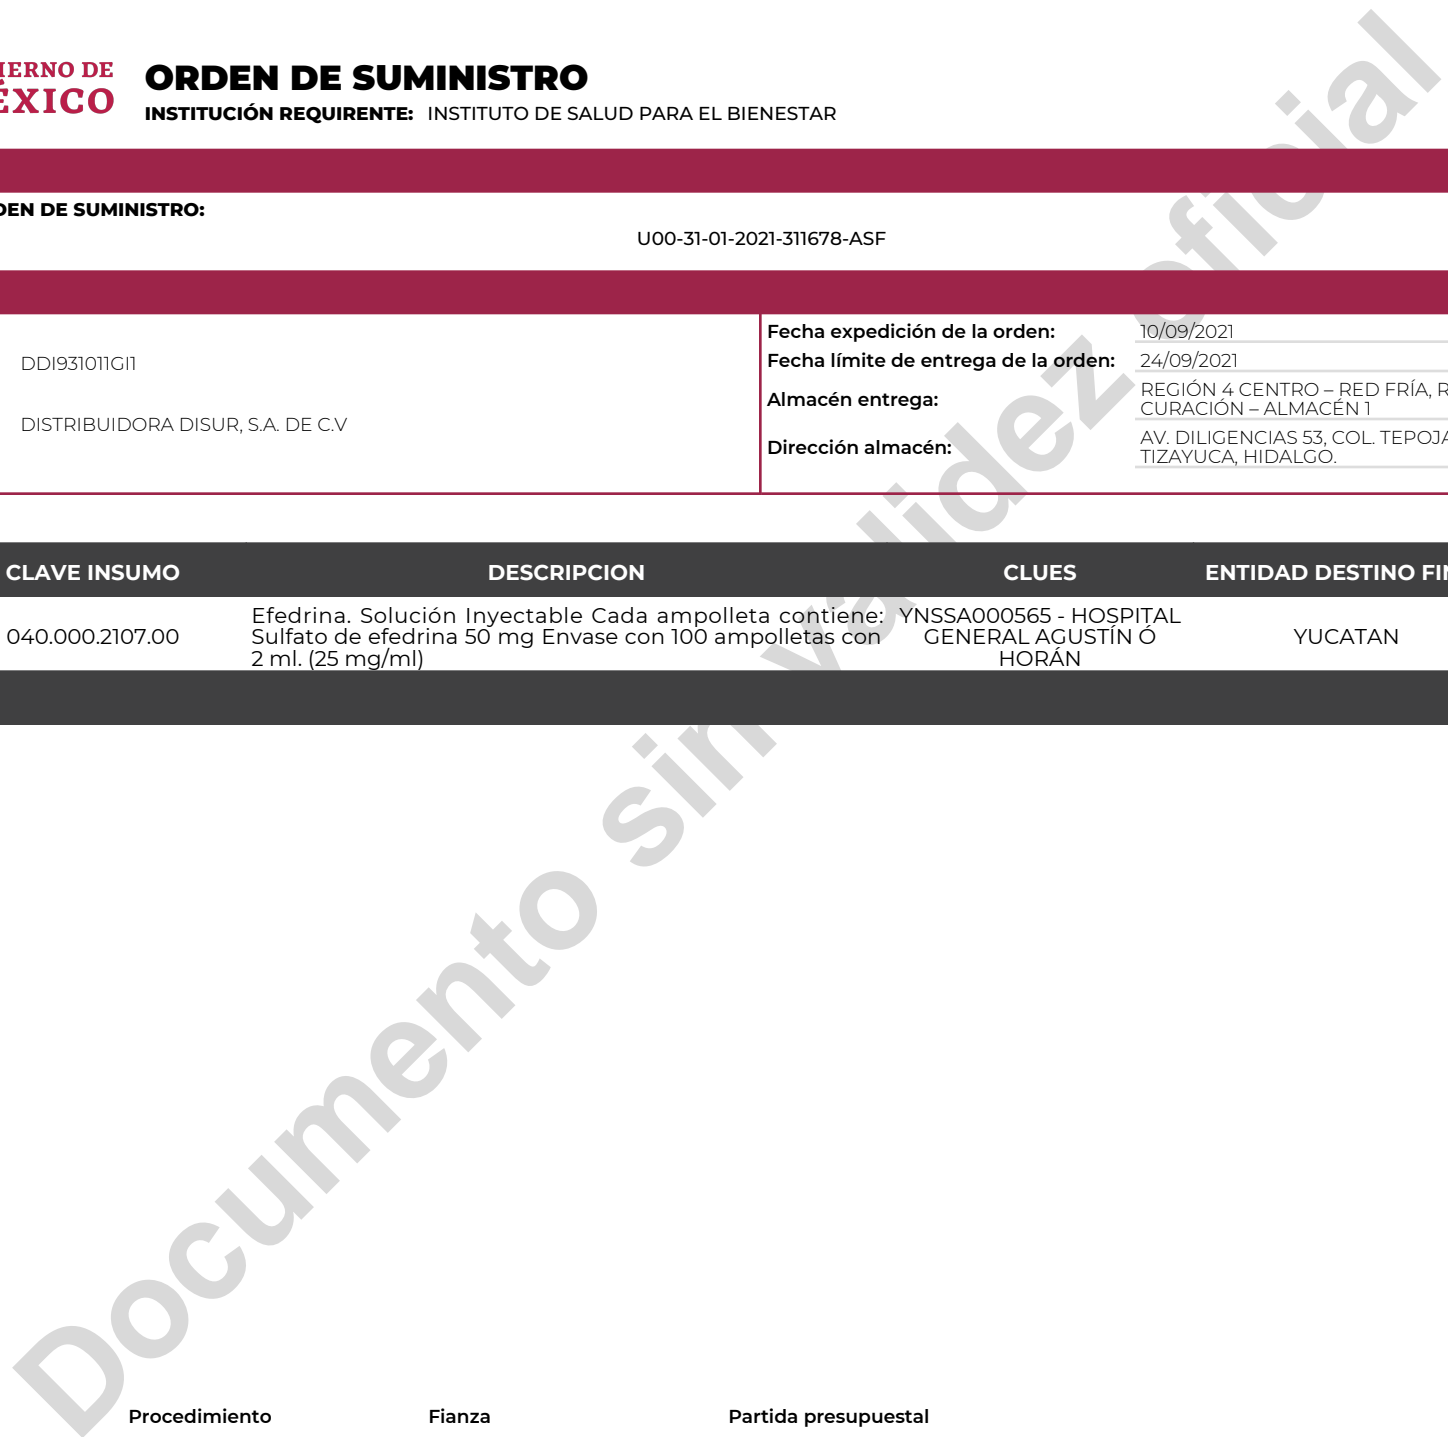 IERNO DE
ÉXICO
ORDEN DE SUMINISTRO
INSTITUCIÓN REQUIRENTE: INSTITUTO DE SALUD PARA EL BIENESTAR
DEN DE SUMINISTRO:
U00-31-01-2021-311678-ASF
DDI931011GI1
DISTRIBUIDORA DISUR, S.A. DE C.V
Fecha expedición de la orden: 10/09/2021
Fecha límite de entrega de la orden: 24/09/2021
Almacén entrega: REGIÓN 4 CENTRO – RED FRÍA, R
CURACIÓN – ALMACÉN 1
Dirección almacén: AV. DILIGENCIAS 53, COL. TEPOJA
TIZAYUCA, HIDALGO.
CLAVE INSUMO DESCRIPCION CLUES ENTIDAD DESTINO FIN
040.000.2107.00
Efedrina. Solución Inyectable Cada ampolleta contiene:
Sulfato de efedrina 50 mg Envase con 100 ampolletas con
2 ml. (25 mg/ml)
YNSSA000565 - HOSPITAL
GENERAL AGUSTÍN Ó
HORÁN
YUCATAN
Documento sin validez oficial
Procedimiento Fianza Partida presupuestal